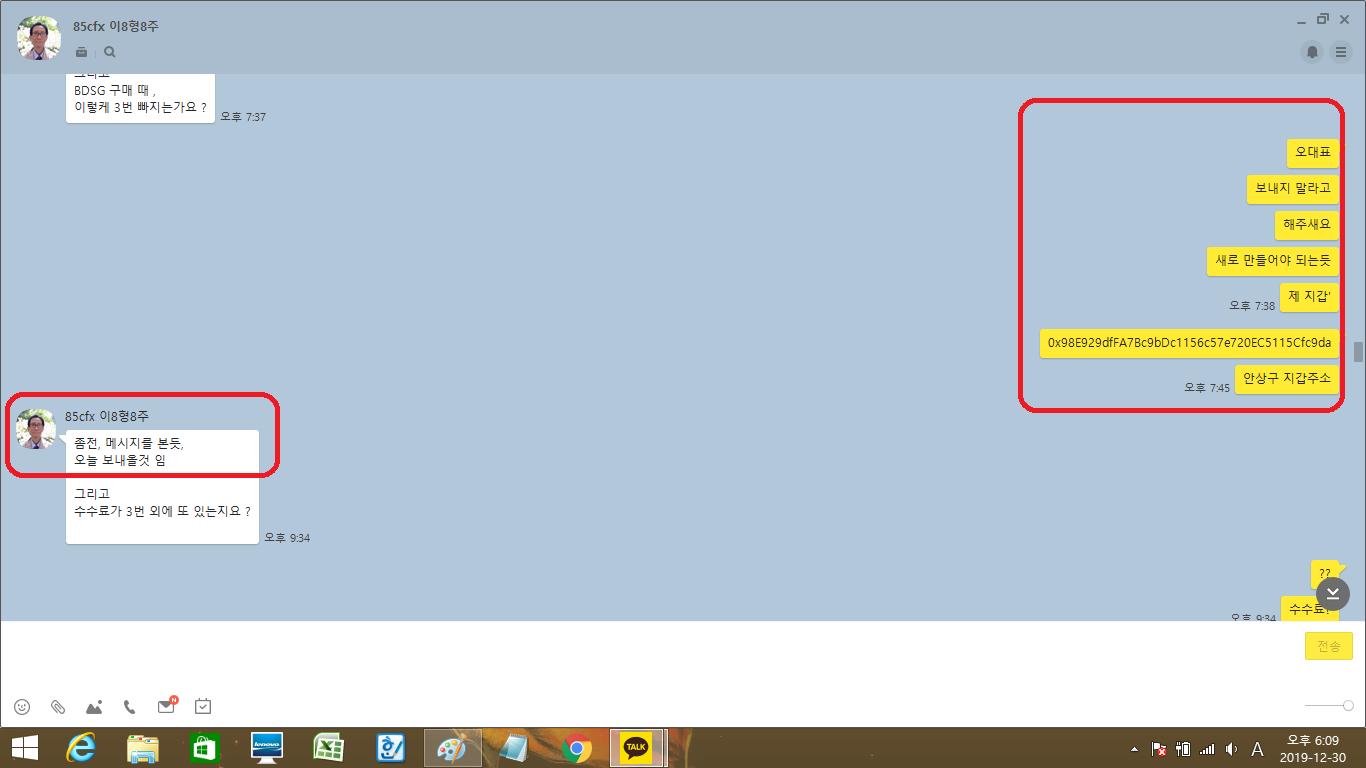 85cfx 이8형8주
그리고
BDSG 구매 때 ,
이렇케 3번 빠지는가요 ?
오후 7:37
오대표
보내지 말라고
해주새요
새로 만들어야 되는듯
제 지갑'
오후 7:38
0x98E929dfFA7Bc9bDc1156c57e720EC5115Cfc9da
안상구 지갑주소
오후 7:45
85cfx 이8형8주
좀전, 메시지를 본듯,
오늘 보내올것 임
그리고
수수료가 3번 외에 또 있는지요 ?
오후 9:34
??
수수료?
오후 9:34
전송
N
lenovo
TALK
A
오후 6:09
2019-12-30